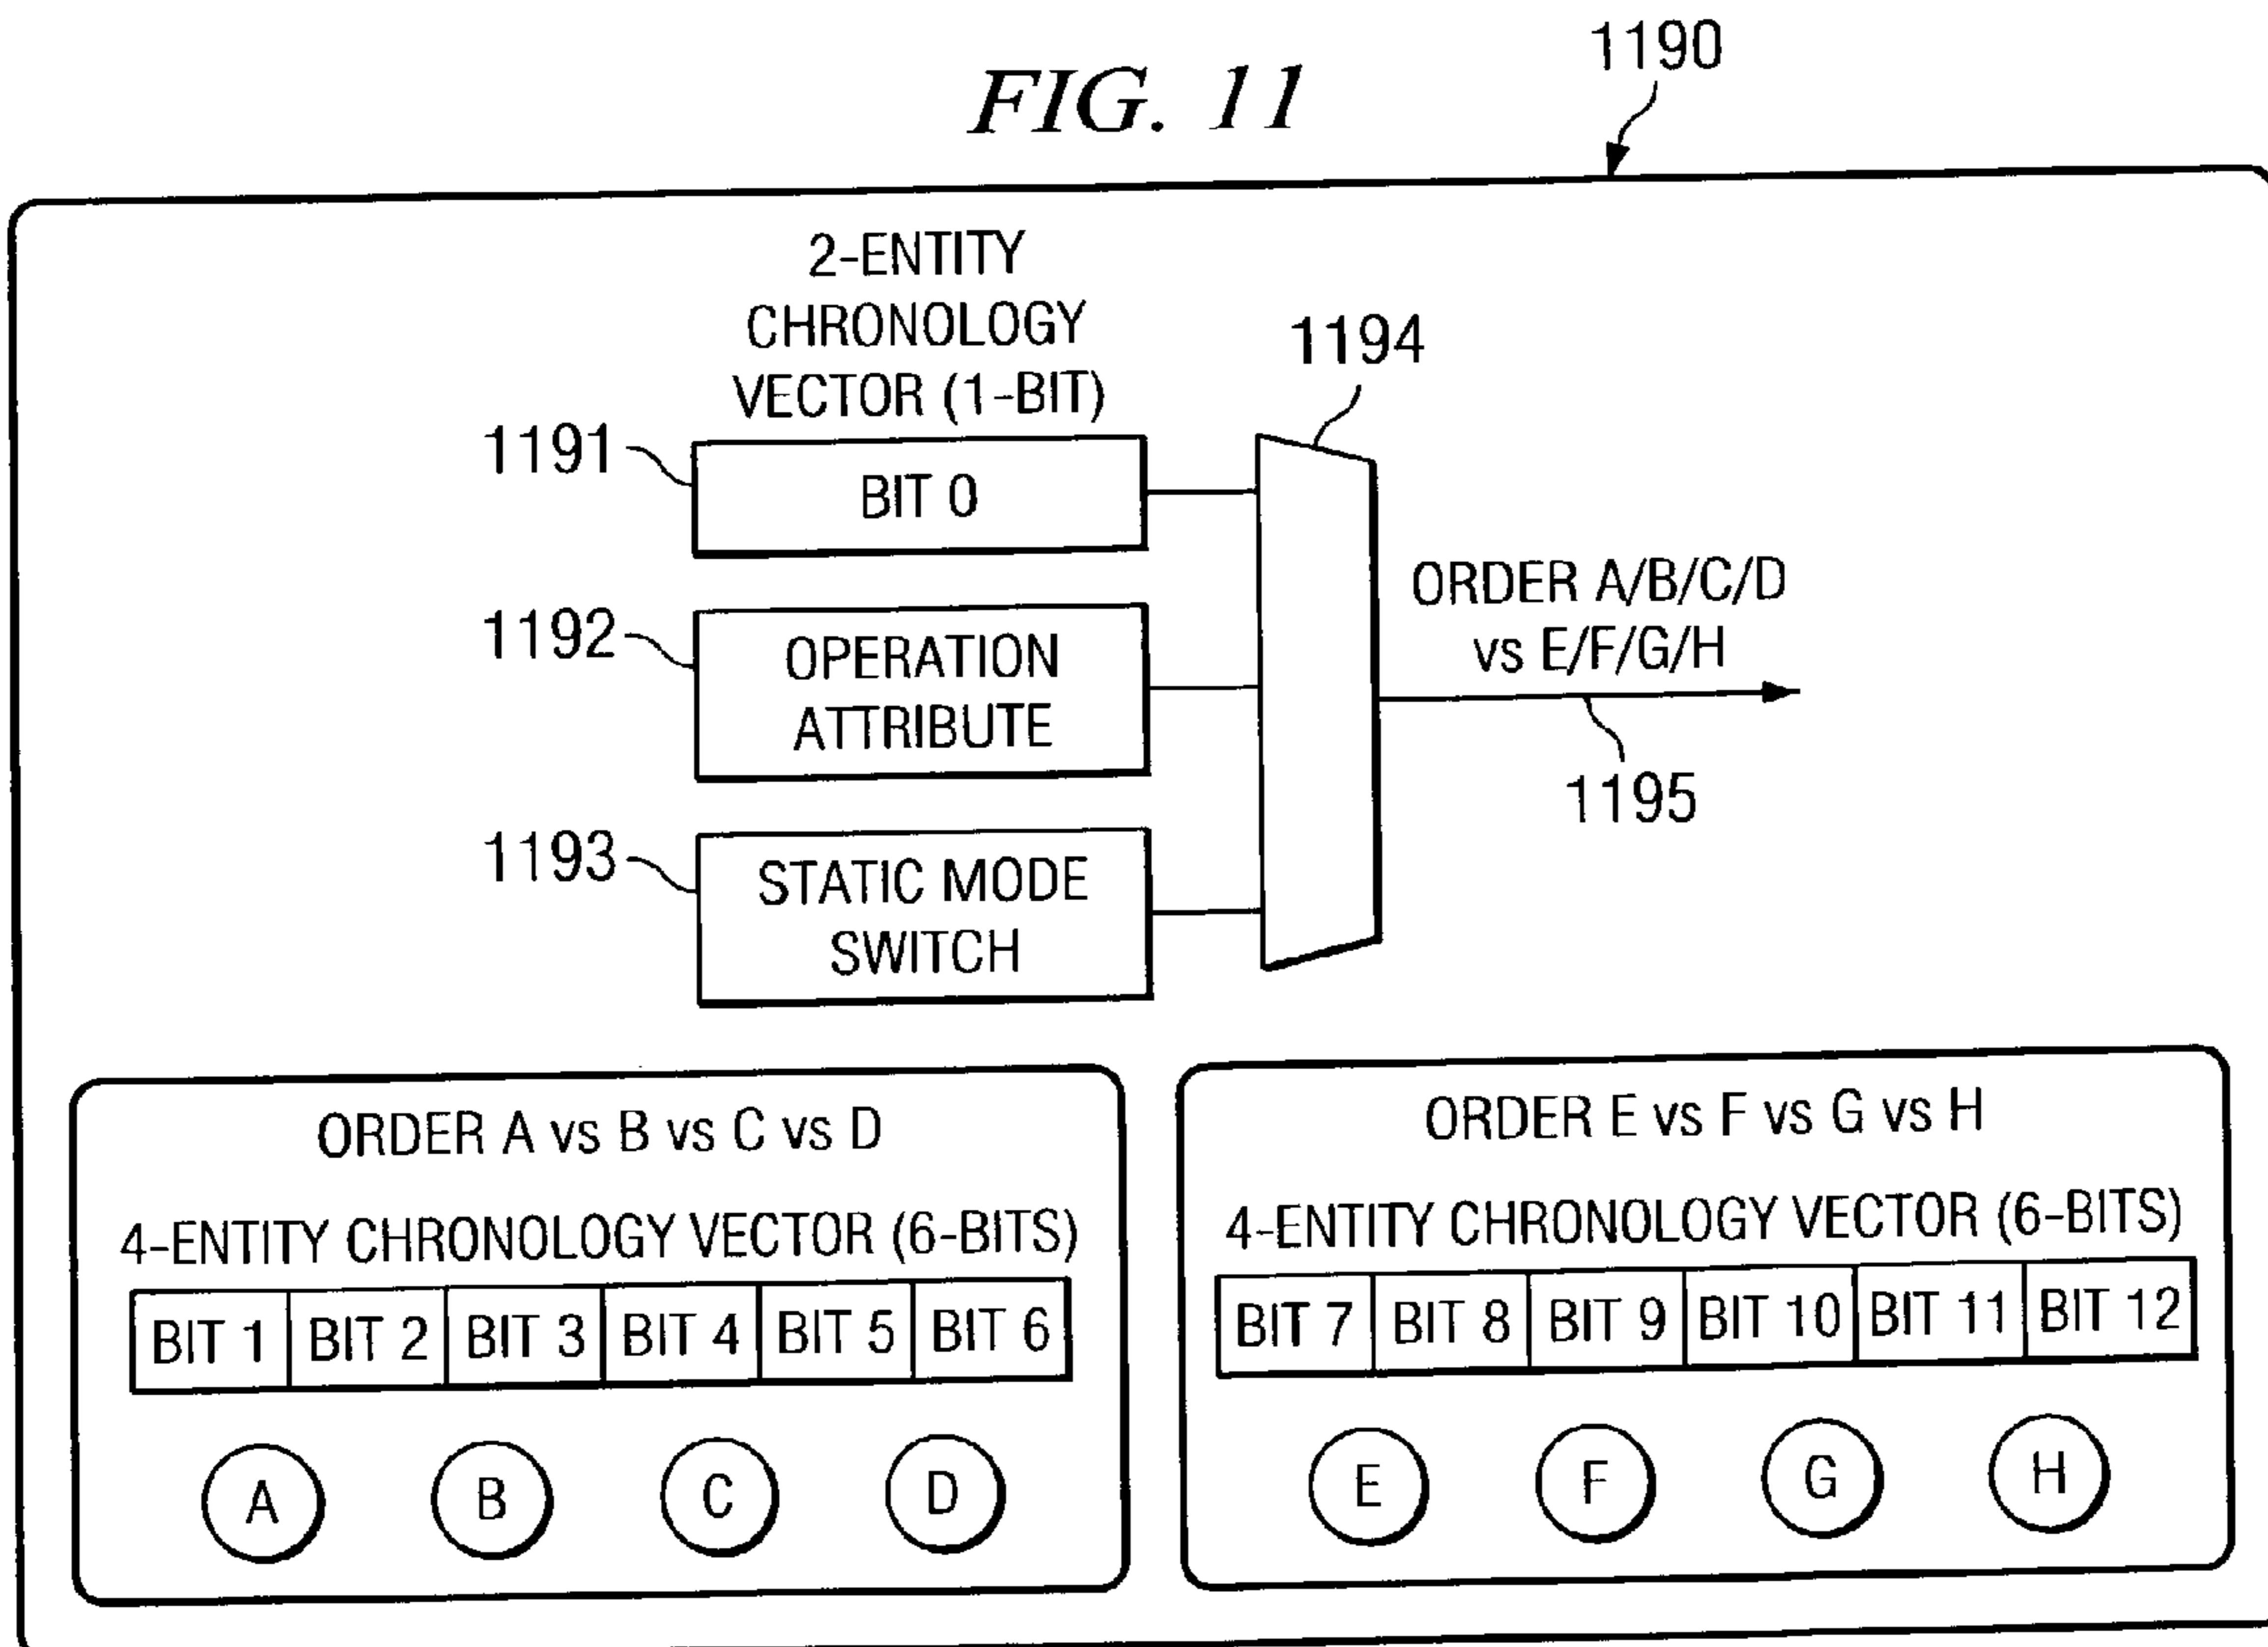 FIG. 11
1190
2-ENTITY
CHRONOLOGY
VECTOR (1-BIT)
1191
BIT 0
1194
1192
OPERATION
ATTRIBUTE
ORDER A/B/C/D
vs E/F/G/H
1195
1193
STATIC MODE
SWITCH
ORDER A vs B vs C vs D
4-ENTITY CHRONOLOGY VECTOR (6-BITS)
BIT 1 BIT 2 BIT 3 BIT 4 BIT 5 BIT 6
A B C D
ORDER E vs F vs G vs H
4-ENTITY CHRONOLOGY VECTOR (6-BITS)
BIT 7 BIT 8 BIT 9 BIT 10 BIT 11 BIT 12
E F G H